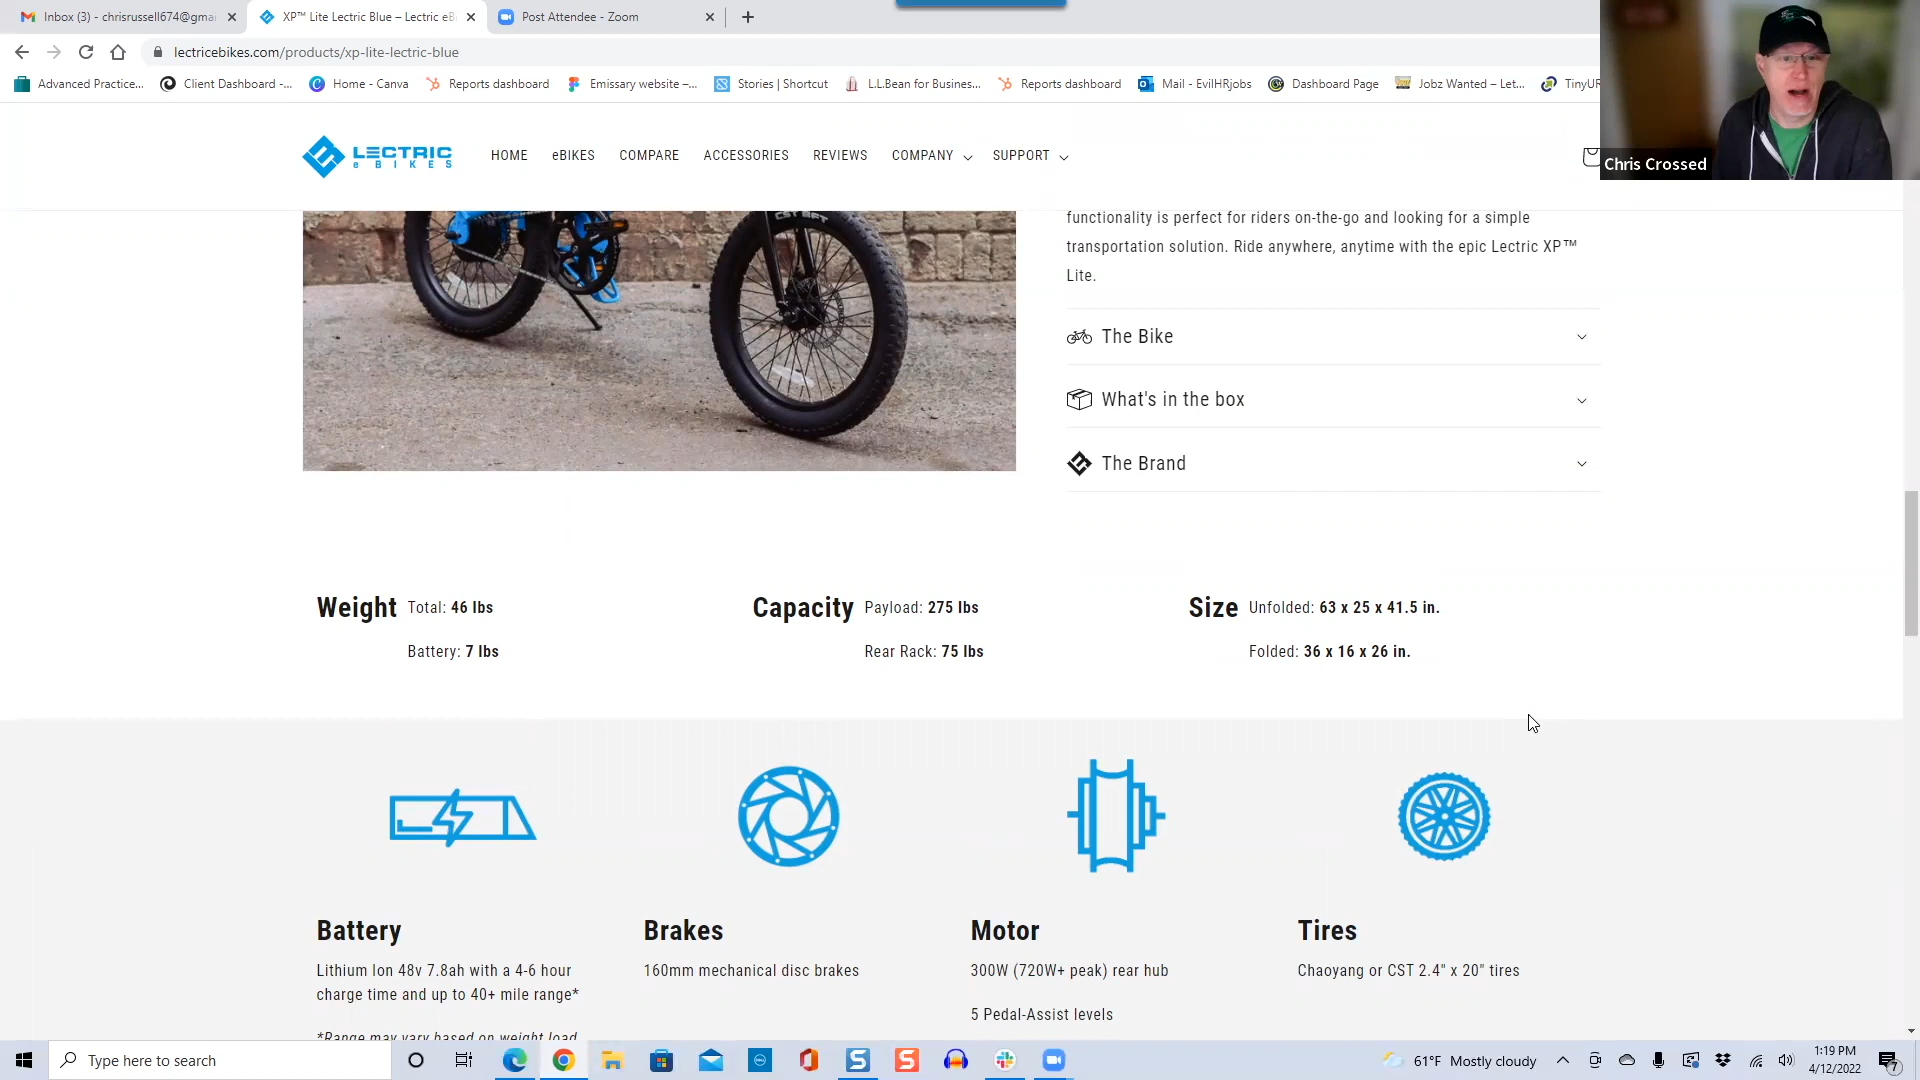 Inbox (3) - chrisrussell674@gmai
XP™ Lite Lectric Blue – Lectric eB
Post Attendee - Zoom
lectricebikes.com/products/xp-lite-lectric-blue
Advanced Practice...
Client Dashboard -...
Home - Canva
Reports dashboard
Emissary website –...
Stories | Shortcut
L.L.Bean for Busines...
Reports dashboard
Mail - EvilHRjobs
Dashboard Page
Jobz Wanted – Let...
TinyUR
Chris Crossed
LECTRIC
eBIKES
HOME
eBIKES
COMPARE
ACCESSORIES
REVIEWS
COMPANY
SUPPORT
CST BFT
functionality is perfect for riders on-the-go and looking for a simple
transportation solution. Ride anywhere, anytime with the epic Lectric XP™
Lite.
The Bike
What's in the box
The Brand
Weight Total: 46 lbs
Battery: 7 lbs
Capacity Payload: 275 lbs
Rear Rack: 75 lbs
Size Unfolded: 63 x 25 x 41.5 in.
Folded: 36 x 16 x 26 in.
Battery
Lithium Ion 48v 7.8ah with a 4-6 hour
charge time and up to 40+ mile range*
*Range may vary based on weight load
Brakes
160mm mechanical disc brakes
Motor
300W (720W+ peak) rear hub
5 Pedal-Assist levels
Tires
Chaoyang or CST 2.4" x 20" tires
Type here to search
61°F Mostly cloudy
1:19 PM
4/12/2022
7